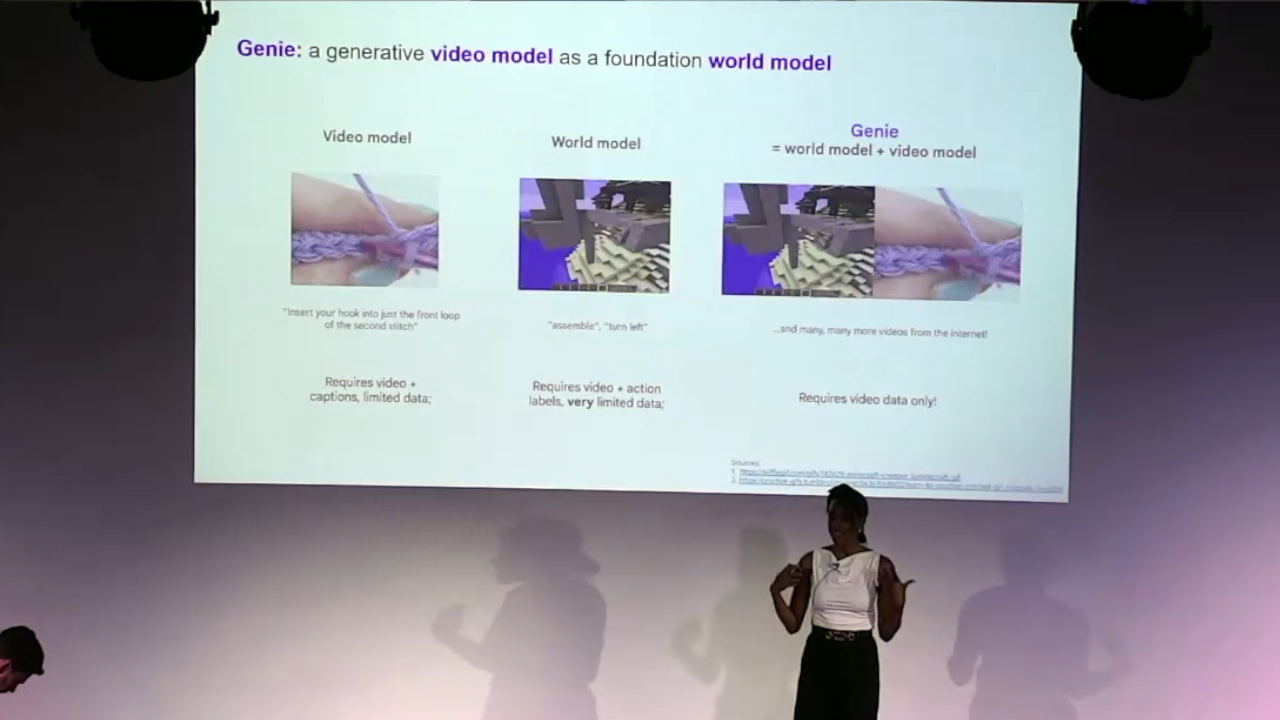 Genie: a generative video model as a foundation world model
Video model
World model
Genie
= world model + video model
"Insert your hook into just the front loop
of the second stitch"
"assemble", "turn left"
...and many, many more videos from the internet!
Requires video +
captions, limited data;
Requires video + action
labels, very limited data;
Requires video data only!
Sources:
1.
2.